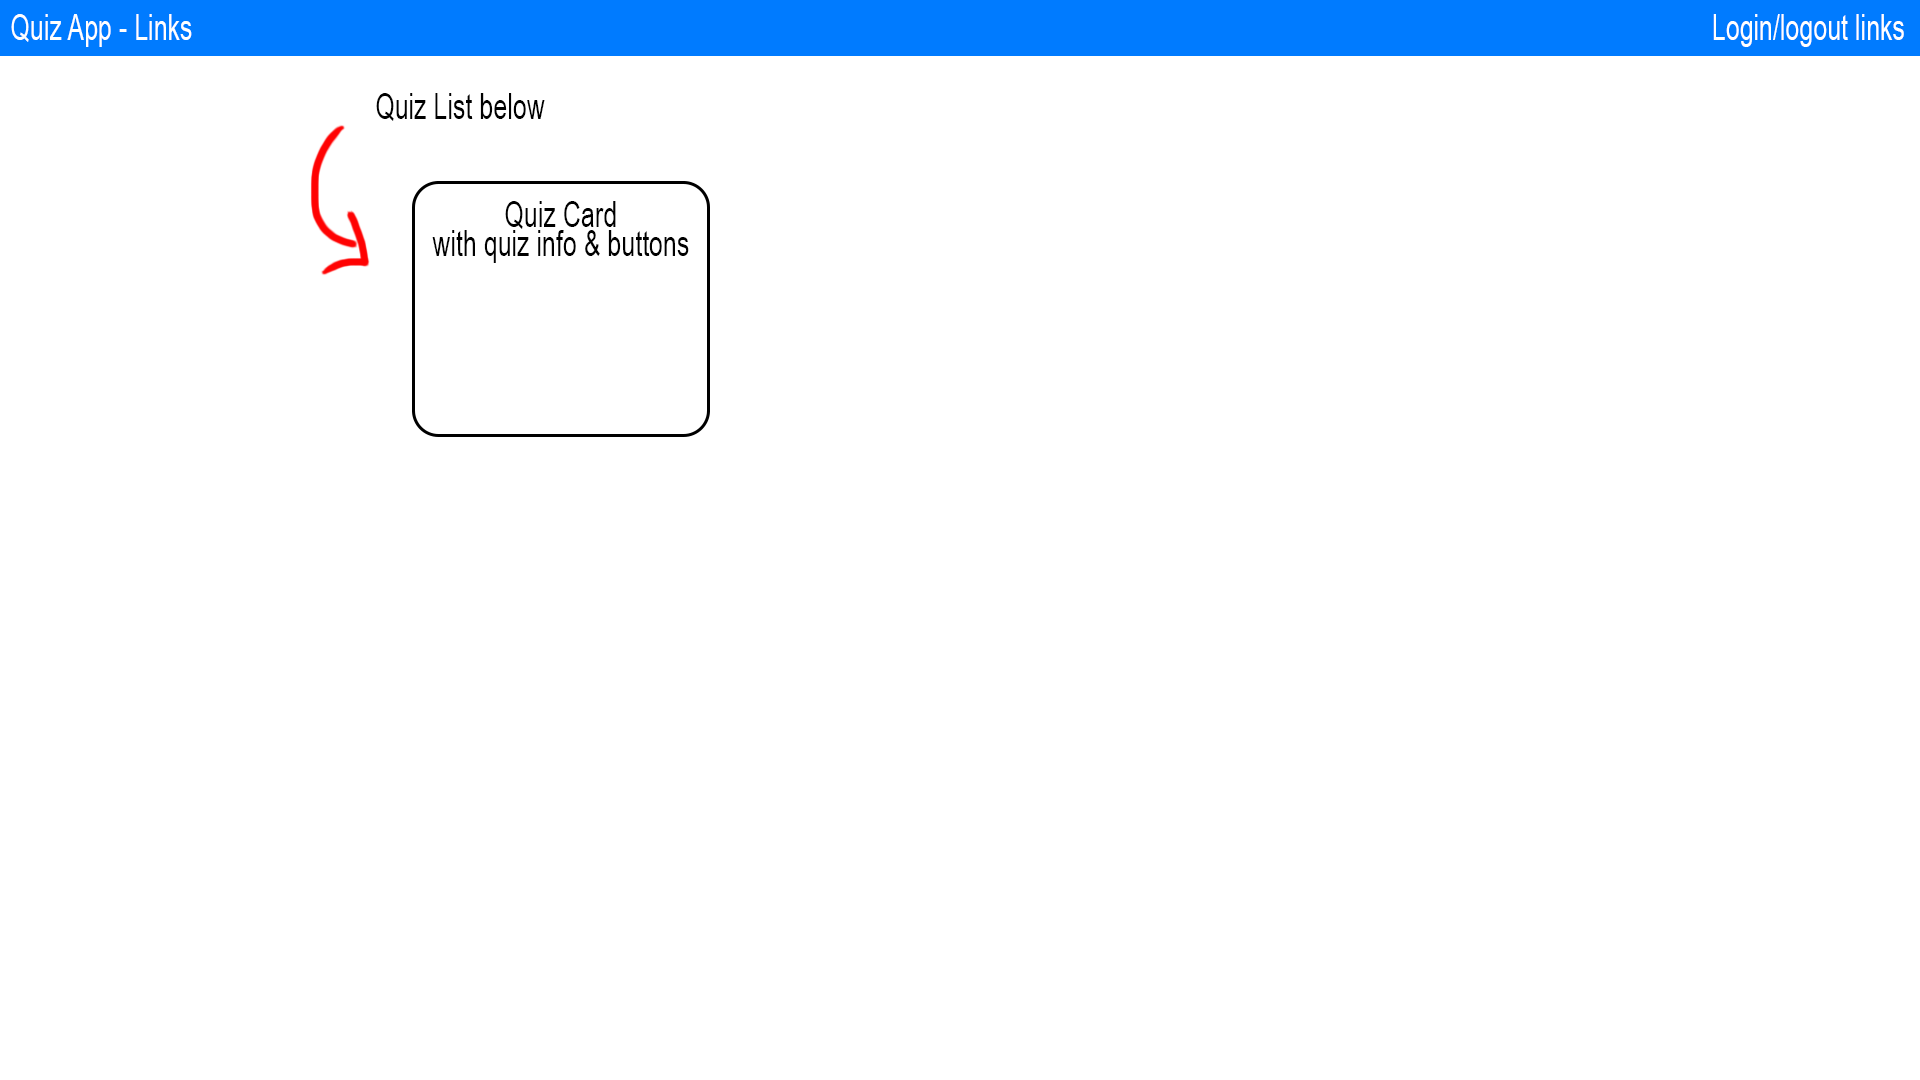 Quiz App - Links
Login/logout links
Quiz List below
Quiz Card
with quiz info & buttons